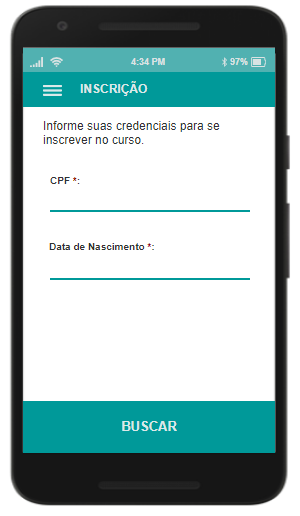 4:34 PM 97%
INSCRIÇÃO
Informe suas credenciais para se
inscrever no curso.
CPF *:
Data de Nascimento *:
BUSCAR